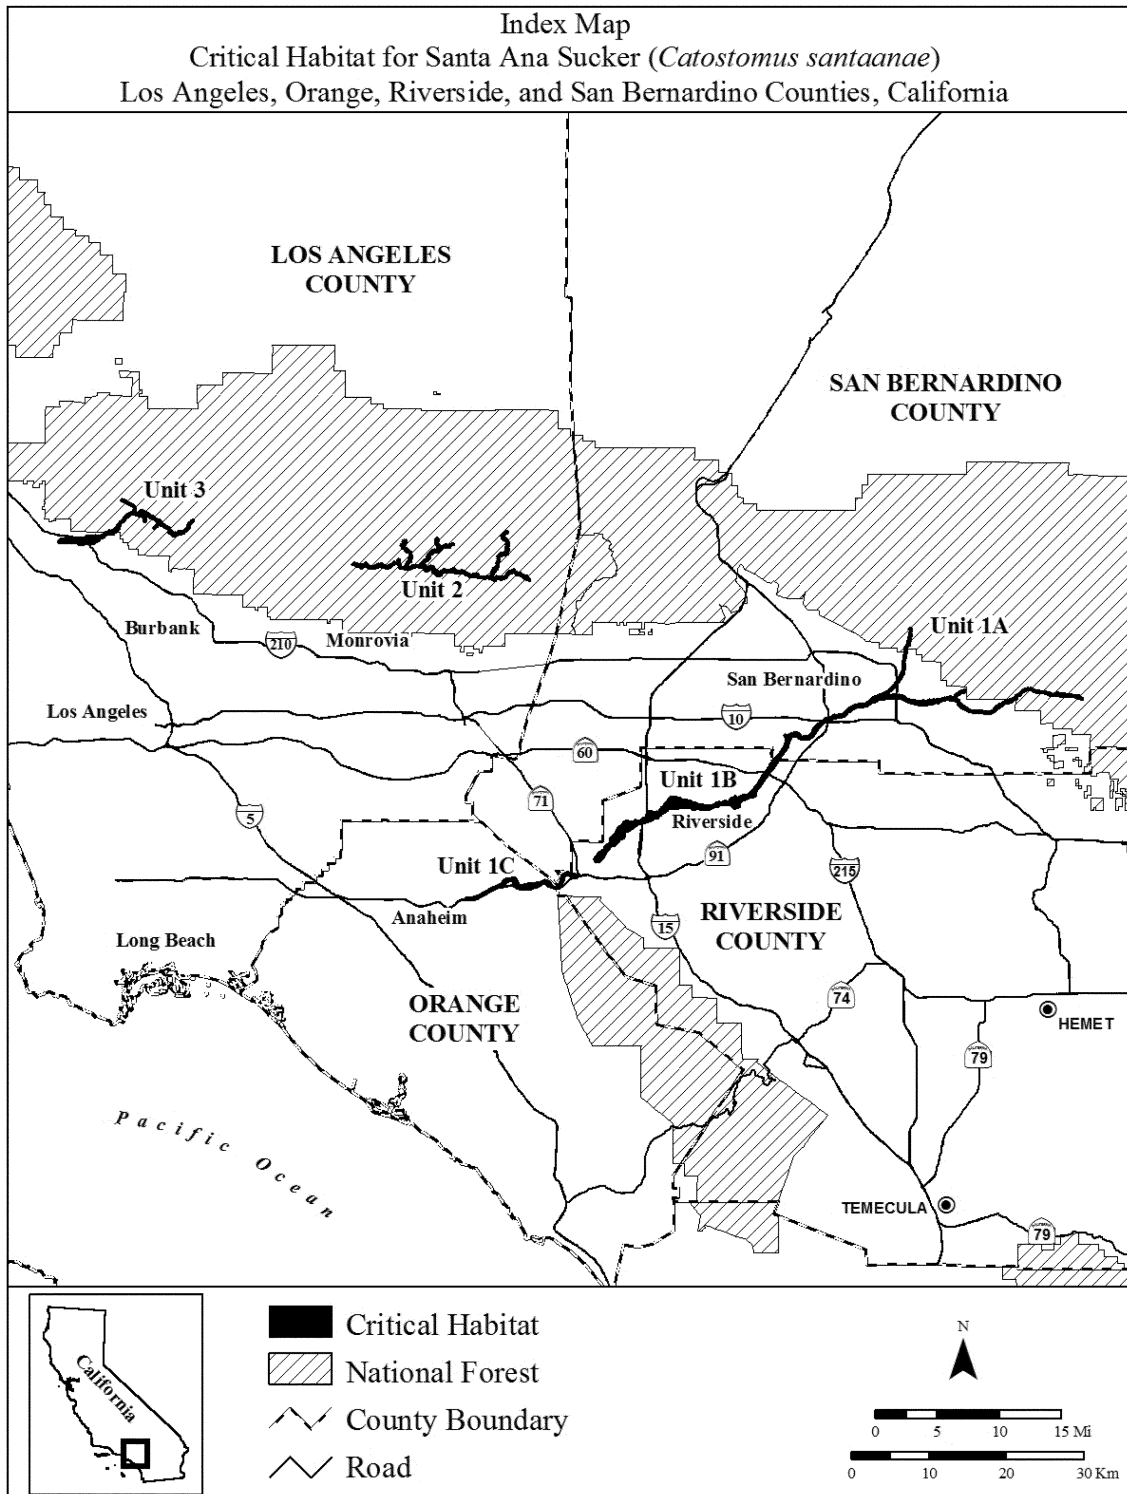 Index Map
Critical Habitat for Santa Ana Sucker (Catostomus santaanae)
Los Angeles, Orange, Riverside, and San Bernardino Counties, California
LOS ANGELES
COUNTY
SAN BERNARDINO
COUNTY
Unit 3
Unit 2
Unit 1A
Burbank
Monrovia
210
San Bernardino
Los Angeles
10
60
Unit 1B
71
5
Riverside
91
Unit 1C
215
Anaheim
RIVERSIDE
COUNTY
15
Long Beach
ORANGE
COUNTY
74
HEMET
79
Pacific Ocean
TEMECULA
79
California
Critical Habitat
National Forest
County Boundary
Road
N
0 5 10 15 Mi
0 10 20 30 Km